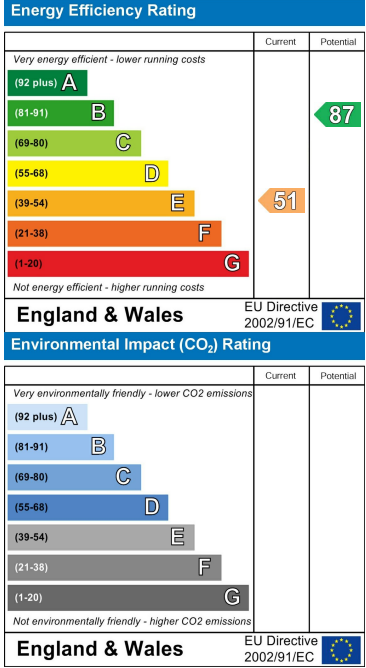 Energy Efficiency Rating
Current Potential
Very energy efficient - lower running costs
(92 plus) A
(81-91) B
87
(69-80) C
(55-68) D
(39-54) E
51
(21-38) F
(1-20) G
Not energy efficient - higher running costs
England & Wales
EU Directive
2002/91/EC
Environmental Impact (CO₂) Rating
Current Potential
Very environmentally friendly - lower CO2 emissions
(92 plus) A
(81-91) B
(69-80) C
(55-68) D
(39-54) E
(21-38) F
(1-20) G
Not environmentally friendly - higher CO2 emissions
England & Wales
EU Directive
2002/91/EC